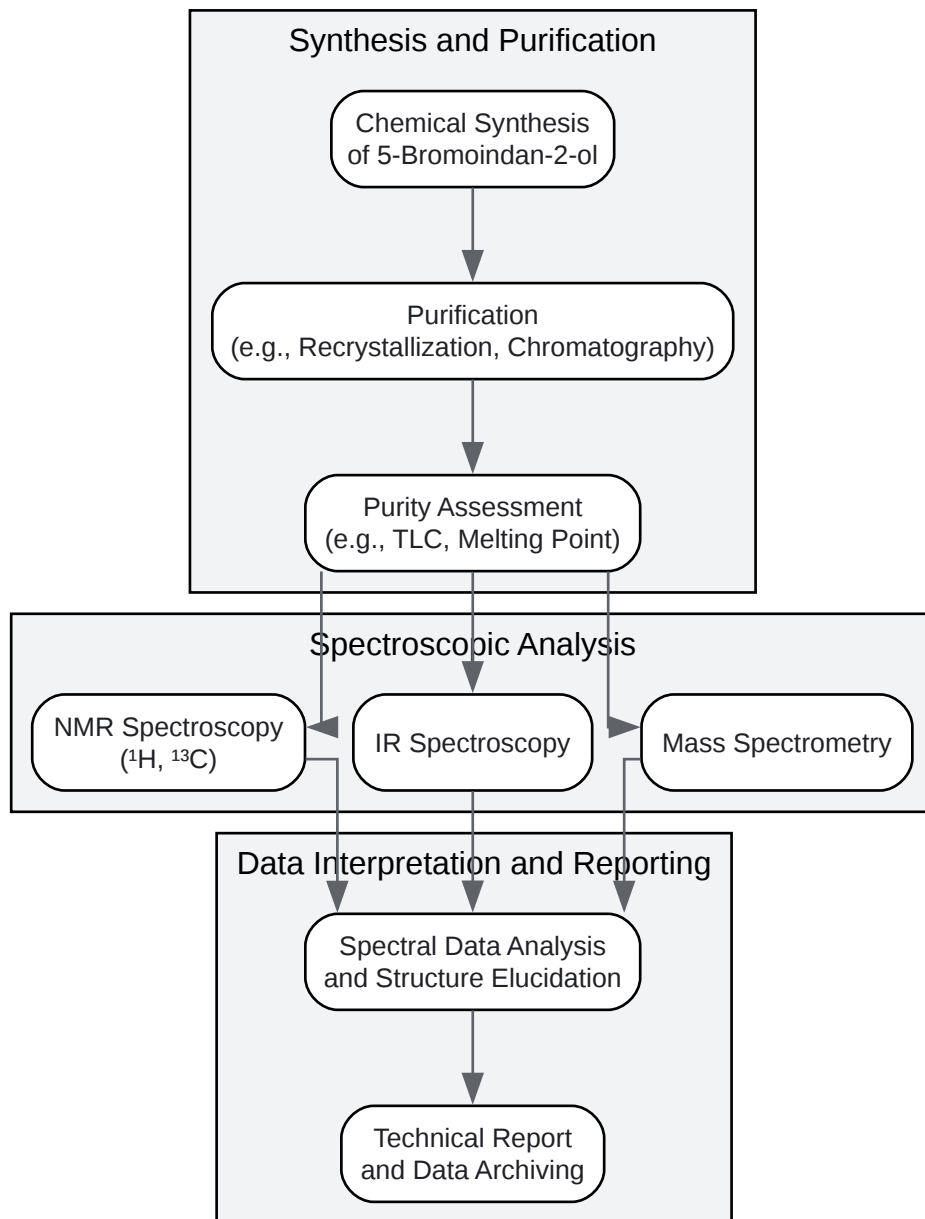 Synthesis and Purification
Chemical Synthesis
of 5-Bromoindan-2-ol
Purification
(e.g., Recrystallization, Chromatography)
Purity Assessment
(e.g., TLC, Melting Point)
Spectroscopic Analysis
NMR Spectroscopy
(¹H, ¹³C)
IR Spectroscopy
Mass Spectrometry
Data Interpretation and Reporting
Spectral Data Analysis
and Structure Elucidation
Technical Report
and Data Archiving